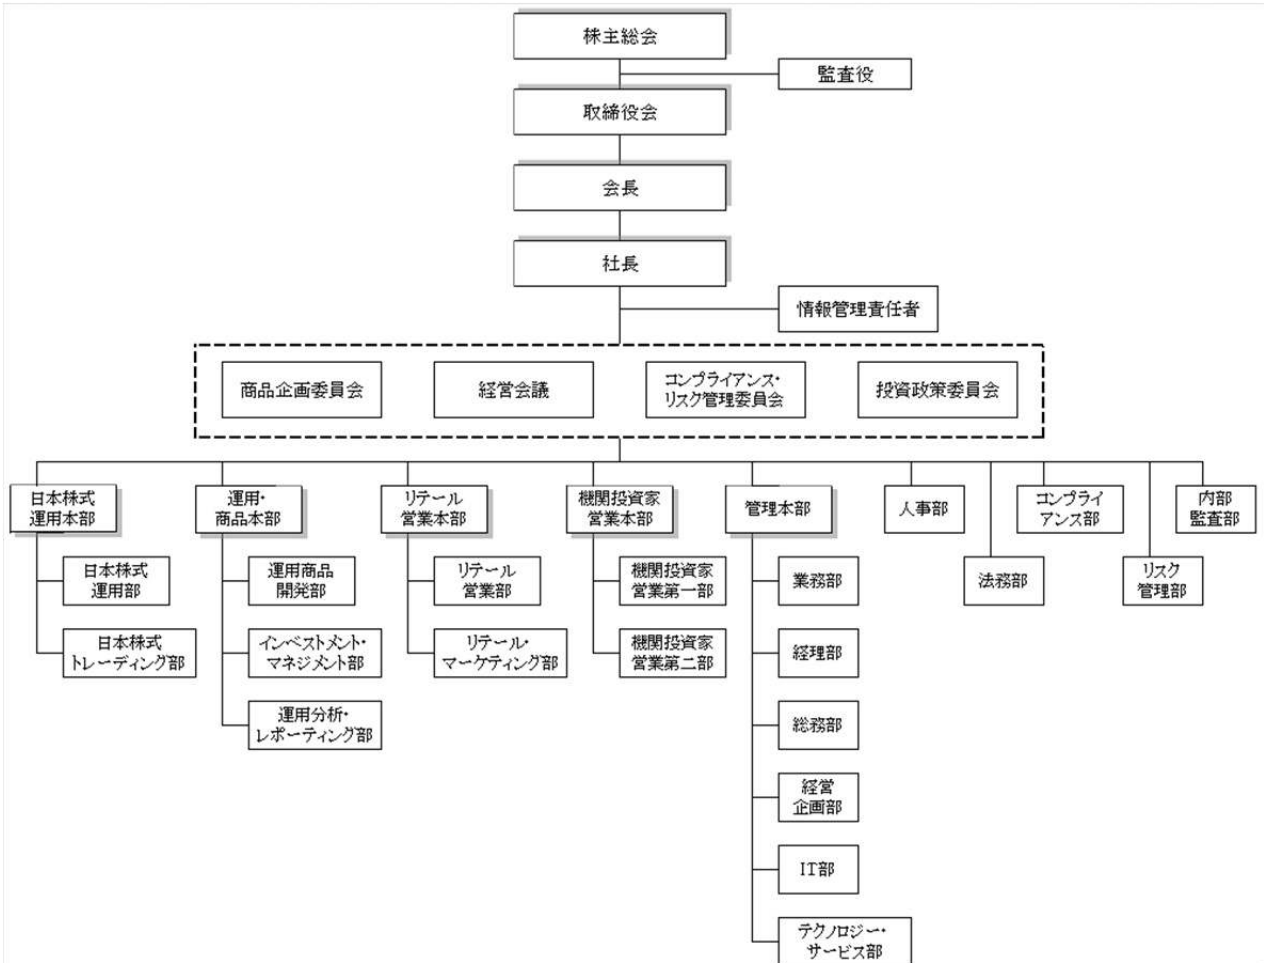 株主総会
監査役
取締役会
会長
社長
情報管理責任者
商品企画委員会
経営会議
コンプライアンス・
リスク管理委員会
投資政策委員会
日本株式
運用本部
運用・
商品本部
リテール
営業本部
機関投資家
営業本部
管理本部
人事部
コンプライ
アンス部
内部
監査部
日本株式
運用部
運用商品
開発部
リテール
営業部
機関投資家
営業第一部
業務部
法務部
リスク
管理部
日本株式
トレーディング部
インベストメント・
マネジメント部
リテール・
マーケティング部
機関投資家
営業第二部
経理部
運用分析・
レポーティング部
総務部
経営
企画部
IT部
テクノロジー・
サービス部